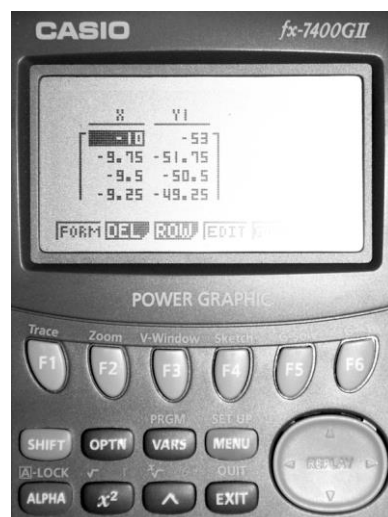 CASIO fx-7400GII
X Y1
-10 -53
-9.75 -51.75
-9.5 -50.5
-9.25 -49.25
FORM DEL ROW EDIT
POWER GRAPHIC
Trace Zoom V-Window Sketch
F1 F2 F3 F4 F5 F6
PRGM SET UP
SHIFT OPTN VARS MENU
A-LOCK √ QUIT REPLAY
ALPHA x² ^ EXIT